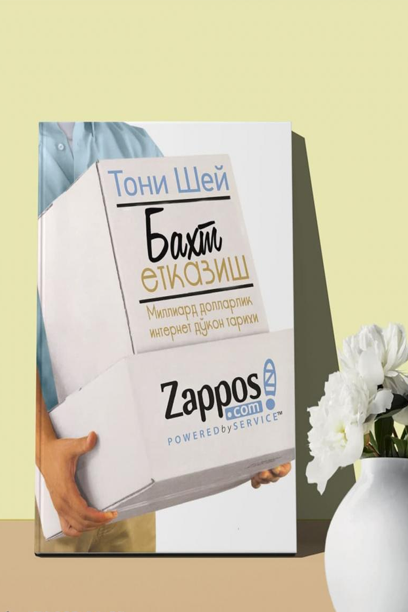 Тони Шей
Бахт
етказиш
Миллиард долларлик
интернет дўкон тарихи
Zappos
.com
POWEREDbySERVICE™